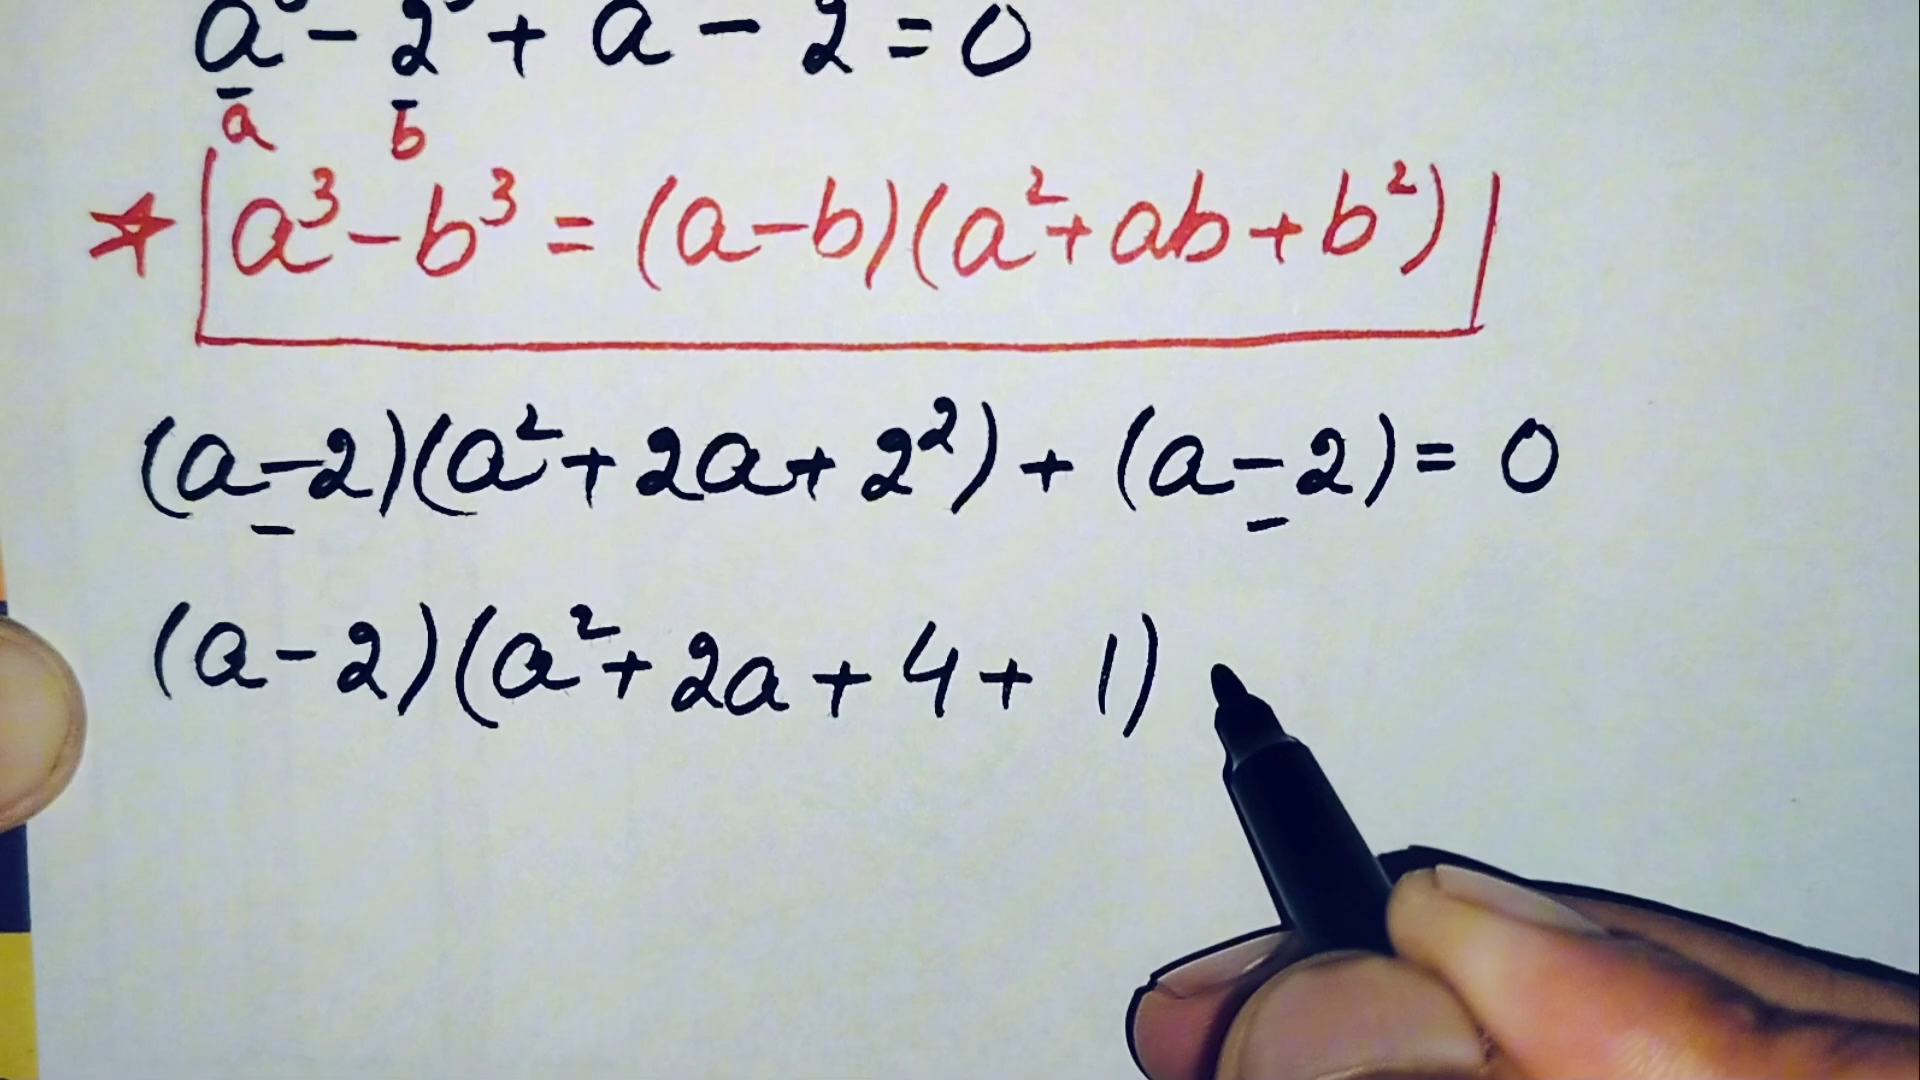 a³ - 2³ + a - 2 = 0
a b
* a³ - b³ = (a - b)(a² + ab + b²)
(a - 2)(a² + 2a + 2²) + (a - 2) = 0
(a - 2)(a² + 2a + 4 + 1)